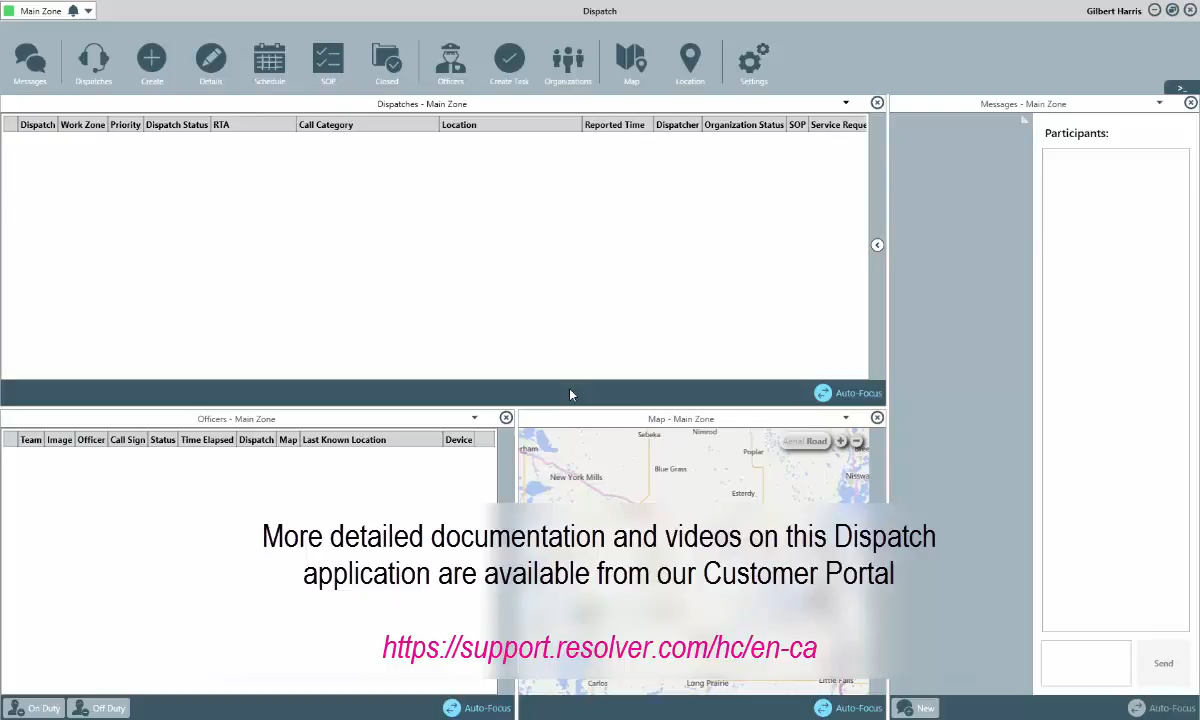 Main Zone
Dispatch
Gilbert Harris
Messages
Dispatches
Create
Details
Schedule
SOP
Closed
Officers
Create Task
Organizations
Map
Location
Settings
>_
Dispatches - Main Zone
Messages - Main Zone
Dispatch Work Zone Priority Dispatch Status RTA Call Category Location Reported Time Dispatcher Organization Status SOP Service Reque
Participants:
Auto-Focus
Officers - Main Zone
Map - Main Zone
Team Image Officer Call Sign Status Time Elapsed Dispatch Map Last Known Location Device
Sebeka
Nimrod
Aerial Road
rham
Poplar
Blue Grass
New York Mills
Nisswa
Esterdy
More detailed documentation and videos on this Dispatch
application are available from our Customer Portal
https://support.resolver.com/hc/en-ca
Send
Carlos
Long Prairie
Little Falls
On Duty
Off Duty
Auto-Focus
Auto-Focus
New
Auto-Focus